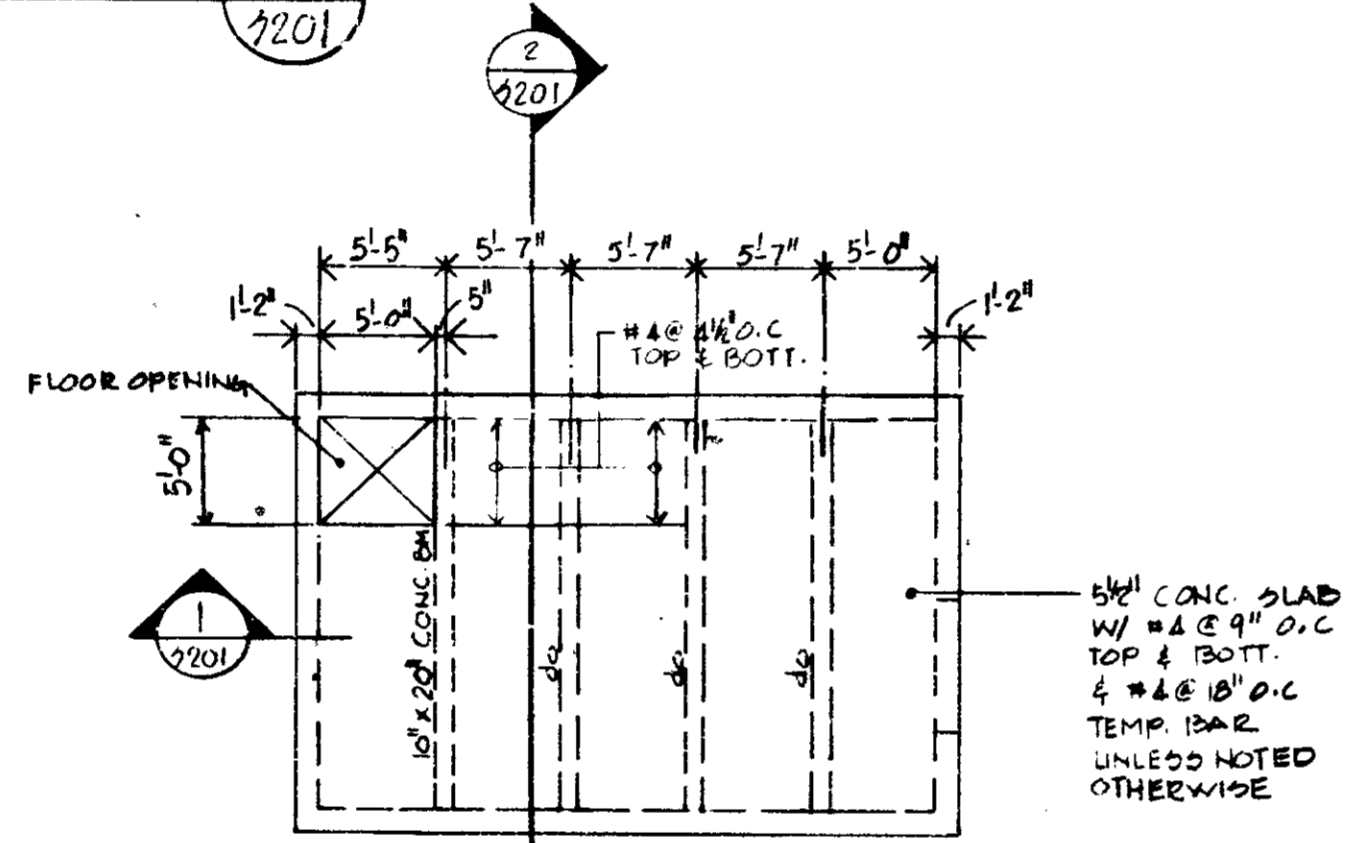 S201
2
S201
5'-5" 5'-7" 5'-7" 5'-7" 5'-0"
1'-2" 5'-0" 5" 1'-2"
#4 @ 4½" O.C
TOP & BOTT.
FLOOR OPENING
5'-0"
1
S201
10" x 20" CONC. BM
do
do
do
5½" CONC. SLAB
W/ #4 @ 9" O.C
TOP & BOTT.
& #4 @ 18" O.C
TEMP. BAR
UNLESS NOTED
OTHERWISE